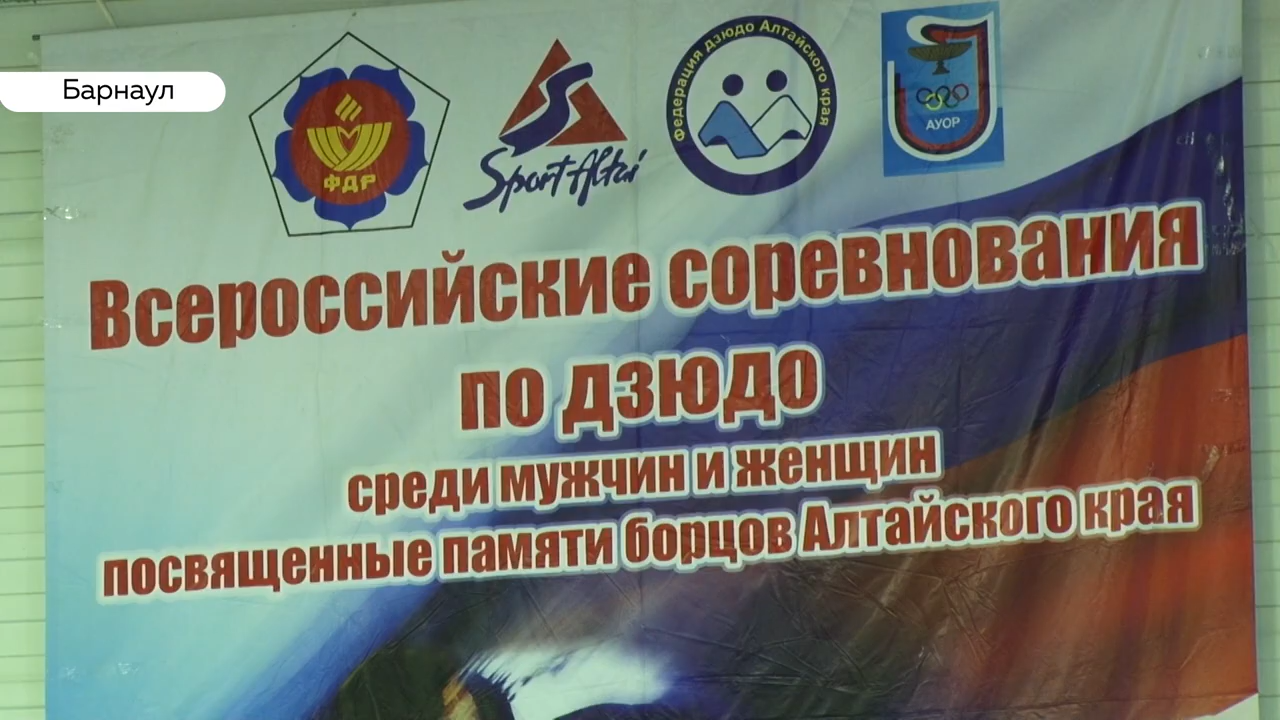 Барнаул
ФДР
Sport Altai
Федерация дзюдо Алтайского края
АУОР
Всероссийские соревнования
по дзюдо
среди мужчин и женщин
посвященные памяти борцов Алтайского края